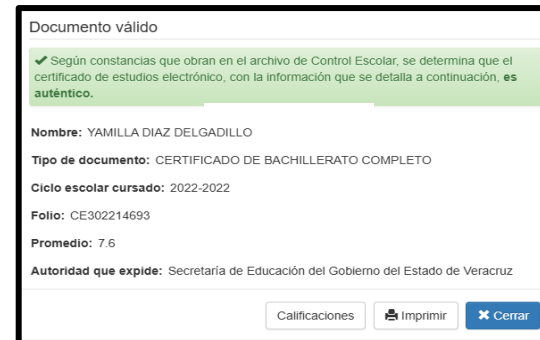 Documento válido
✔ Según constancias que obran en el archivo de Control Escolar, se determina que el
certificado de estudios electrónico, con la información que se detalla a continuación, es
auténtico.
Nombre: YAMILLA DIAZ DELGADILLO
Tipo de documento: CERTIFICADO DE BACHILLERATO COMPLETO
Ciclo escolar cursado: 2022-2022
Folio: CE302214693
Promedio: 7.6
Autoridad que expide: Secretaría de Educación del Gobierno del Estado de Veracruz
Calificaciones Imprimir ✖ Cerrar